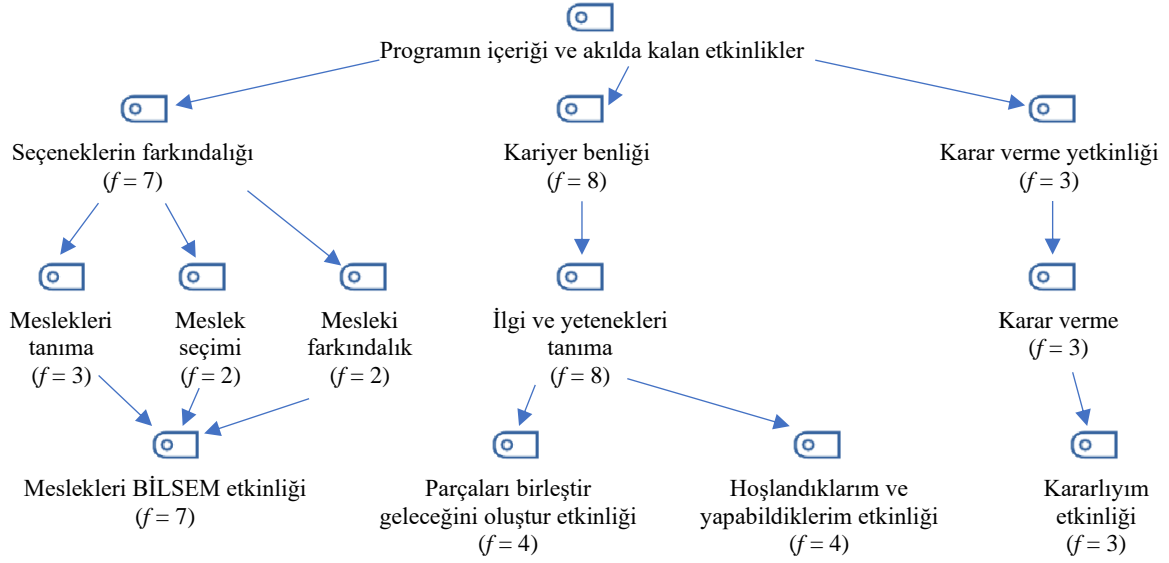 Programın içeriği ve akılda kalan etkinlikler
Seçeneklerin farkındalığı
(f = 7)
Kariyer benliği
(f = 8)
Karar verme yetkinliği
(f = 3)
Meslekleri
tanıma
(f = 3)
Meslek
seçimi
(f = 2)
Mesleki
farkındalık
(f = 2)
İlgi ve yetenekleri
tanıma
(f = 8)
Karar verme
(f = 3)
Meslekleri BİLSEM etkinliği
(f = 7)
Parçaları birleştir
geleceğini oluştur etkinliği
(f = 4)
Hoşlandıklarım ve
yapabildiklerim etkinliği
(f = 4)
Kararlıyım
etkinliği
(f = 3)